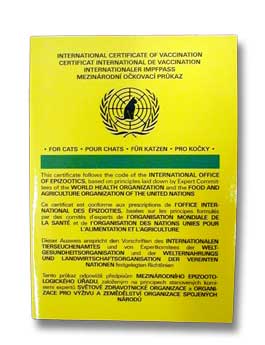 INTERNATIONAL CERTIFICATE OF VACCINATION
CERTIFICAT INTERNATIONAL DE VACCINATION
INTERNATIONALER IMPFPASS
MEZINÁRODNÍ OČKOVACÍ PRŮKAZ
• FOR CATS • POUR CHATS • FÜR KATZEN • PRO KOČKY •
This certificate follows the code of the INTERNATIONAL OFFICE
OF EPIZOOTICS, based on principles laid down by Expert Commit-
tees of the WORLD HEALTH ORGANIZATION and the FOOD AND
AGRICULTURE ORGANIZATION OF THE UNITED NATIONS
Ce certificat est conforme aux prescriptions de l'OFFICE INTER-
NATIONAL DES ÉPIZOOTIES, basées sur les principes formulés
par des comités d'experts de l'ORGANISATION MONDIALE DE
LA SANTÉ et de l'ORGANISATION DES NATIONS UNIES POUR
L'ALIMENTATION ET L'AGRICULTURE
Dieser Ausweis entspricht den Vorschriften des INTERNATIONALEN
TIERSEUCHENAMTES und von Expertkomitees der WELT-
GESUNDHEITSORGANISATION und der WELTERNAHRUNGS-
UND LANDWIRTSCHAFTSORGANISATION DER VEREINTEN
NATIONEN festgelegten Richtlinien
Tento průkaz odpovídá předpisům MEZINÁRODNÍHO EPIZOOTO-
LOGICKÉHO ÚŘADU, založeným na principech stanovených komi-
semi expertů SVĚTOVÉ ZDRAVOTNICKÉ ORGANIZACE a ORGANI-
ZACE PRO VÝŽIVU A ZEMĚDĚLSTVÍ ORGANIZACE SPOJENÝCH
NÁRODŮ